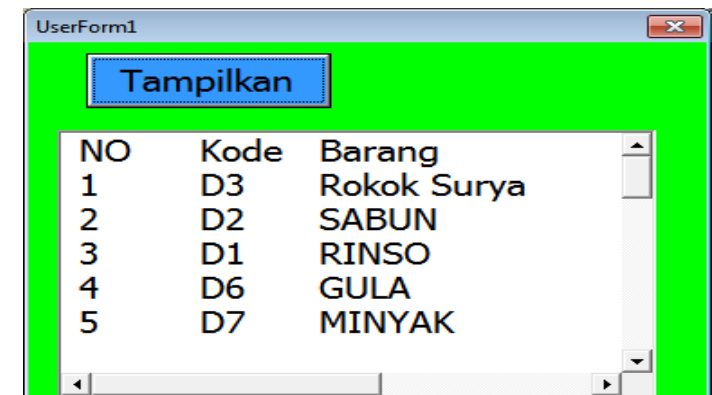 UserForm1
Tampilkan
NO Kode Barang
1 D3 Rokok Surya
2 D2 SABUN
3 D1 RINSO
4 D6 GULA
5 D7 MINYAK